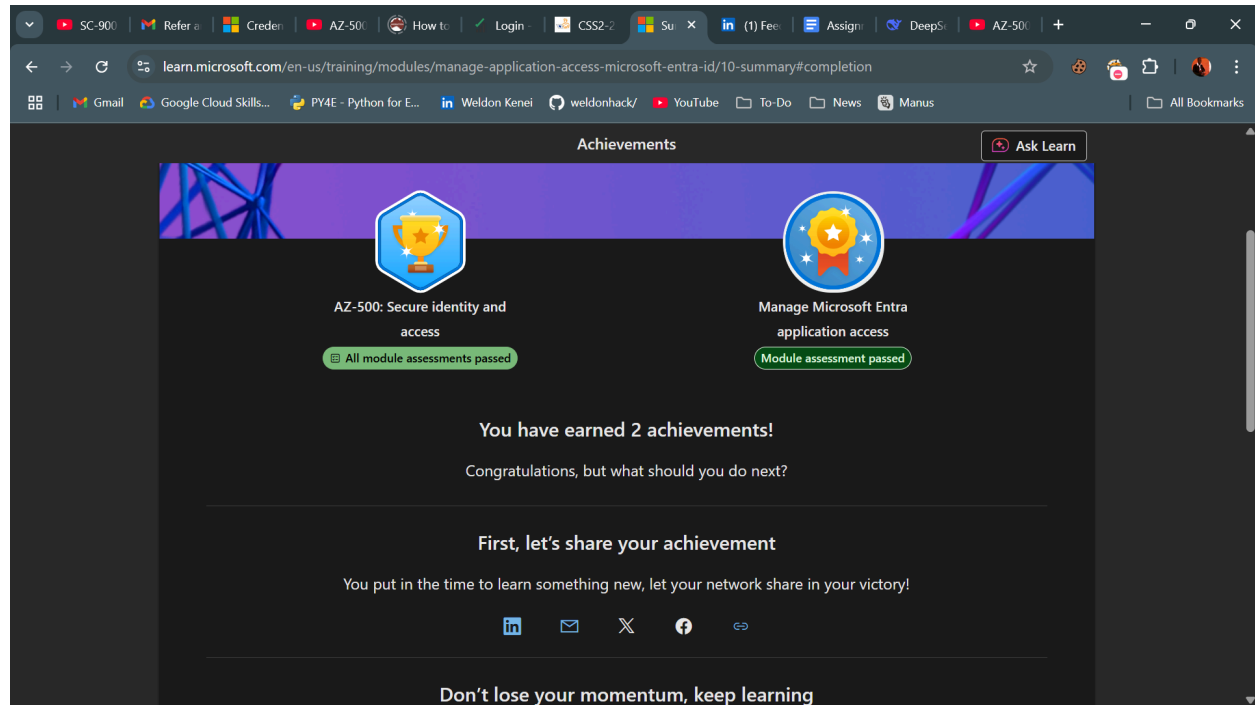 SC-900
Refer a
Creden
AZ-500
How to
Login -
CSS2-2
Su
(1) Fee
Assign
DeepS
AZ-500
learn.microsoft.com/en-us/training/modules/manage-application-access-microsoft-entra-id/10-summary#completion
Gmail
Google Cloud Skills...
PY4E - Python for E...
Weldon Kenei
weldonhack/
YouTube
To-Do
News
Manus
All Bookmarks
Achievements
Ask Learn
AZ-500: Secure identity and
access
All module assessments passed
Manage Microsoft Entra
application access
Module assessment passed
You have earned 2 achievements!
Congratulations, but what should you do next?
First, let's share your achievement
You put in the time to learn something new, let your network share in your victory!
Don't lose your momentum, keep learning